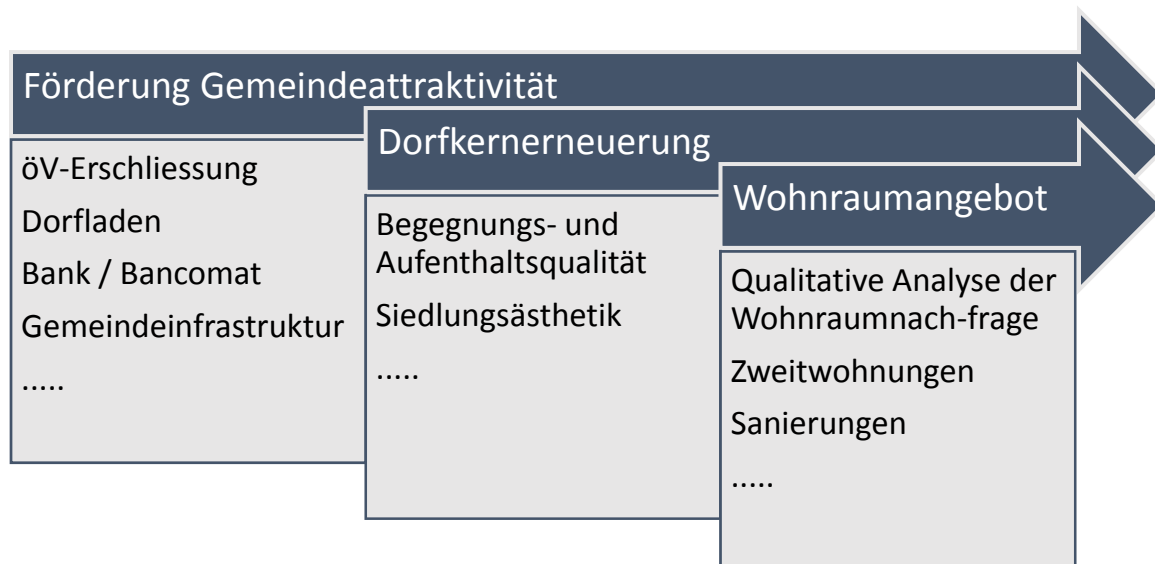 Förderung Gemeindeattraktivität
öV-Erschliessung
Dorfladen
Bank / Bancomat
Gemeindeinfrastruktur
.....
Dorfkernerneuerung
Begegnungs- und
Aufenthaltsqualität
Siedlungsästhetik
.....
Wohnraumangebot
Qualitative Analyse der
Wohnraumnach-frage
Zweitwohnungen
Sanierungen
.....